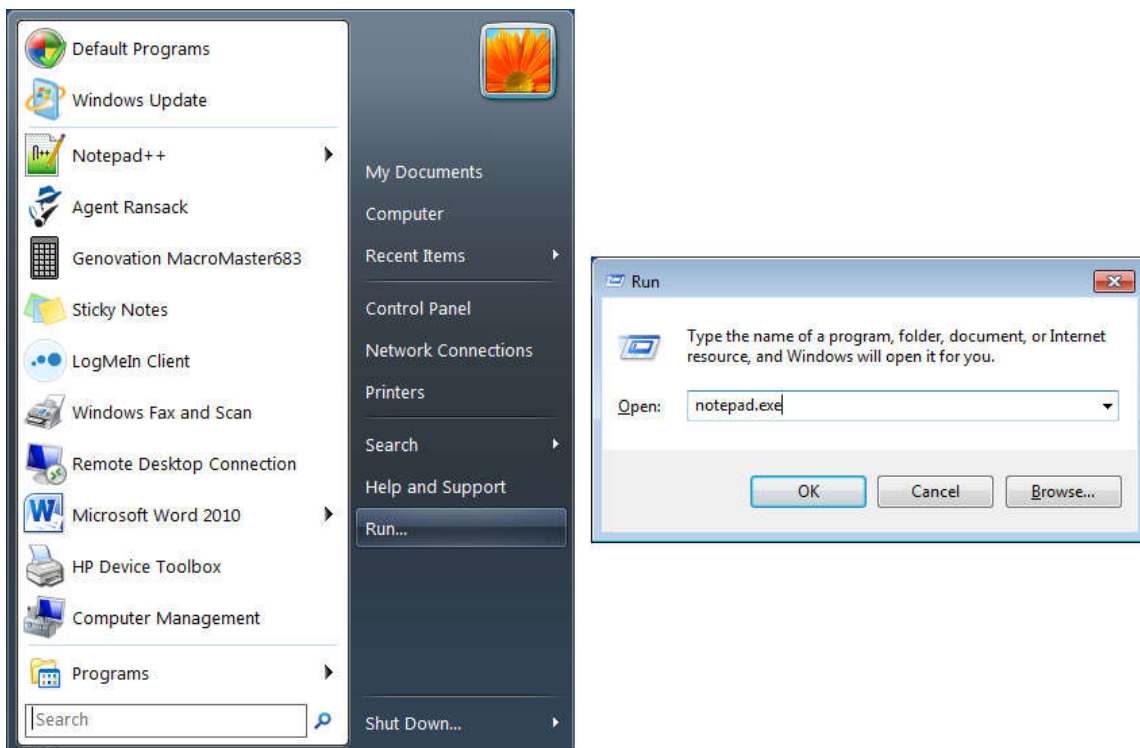 Default Programs
Windows Update
Notepad++
Agent Ransack
Genovation MacroMaster683
Sticky Notes
LogMeIn Client
Windows Fax and Scan
Remote Desktop Connection
Microsoft Word 2010
HP Device Toolbox
Computer Management
Programs
Search
My Documents
Computer
Recent Items
Control Panel
Network Connections
Printers
Search
Help and Support
Run...
Shut Down...
Run
Type the name of a program, folder, document, or Internet
resource, and Windows will open it for you.
Open: notepad.exe
OK Cancel Browse...